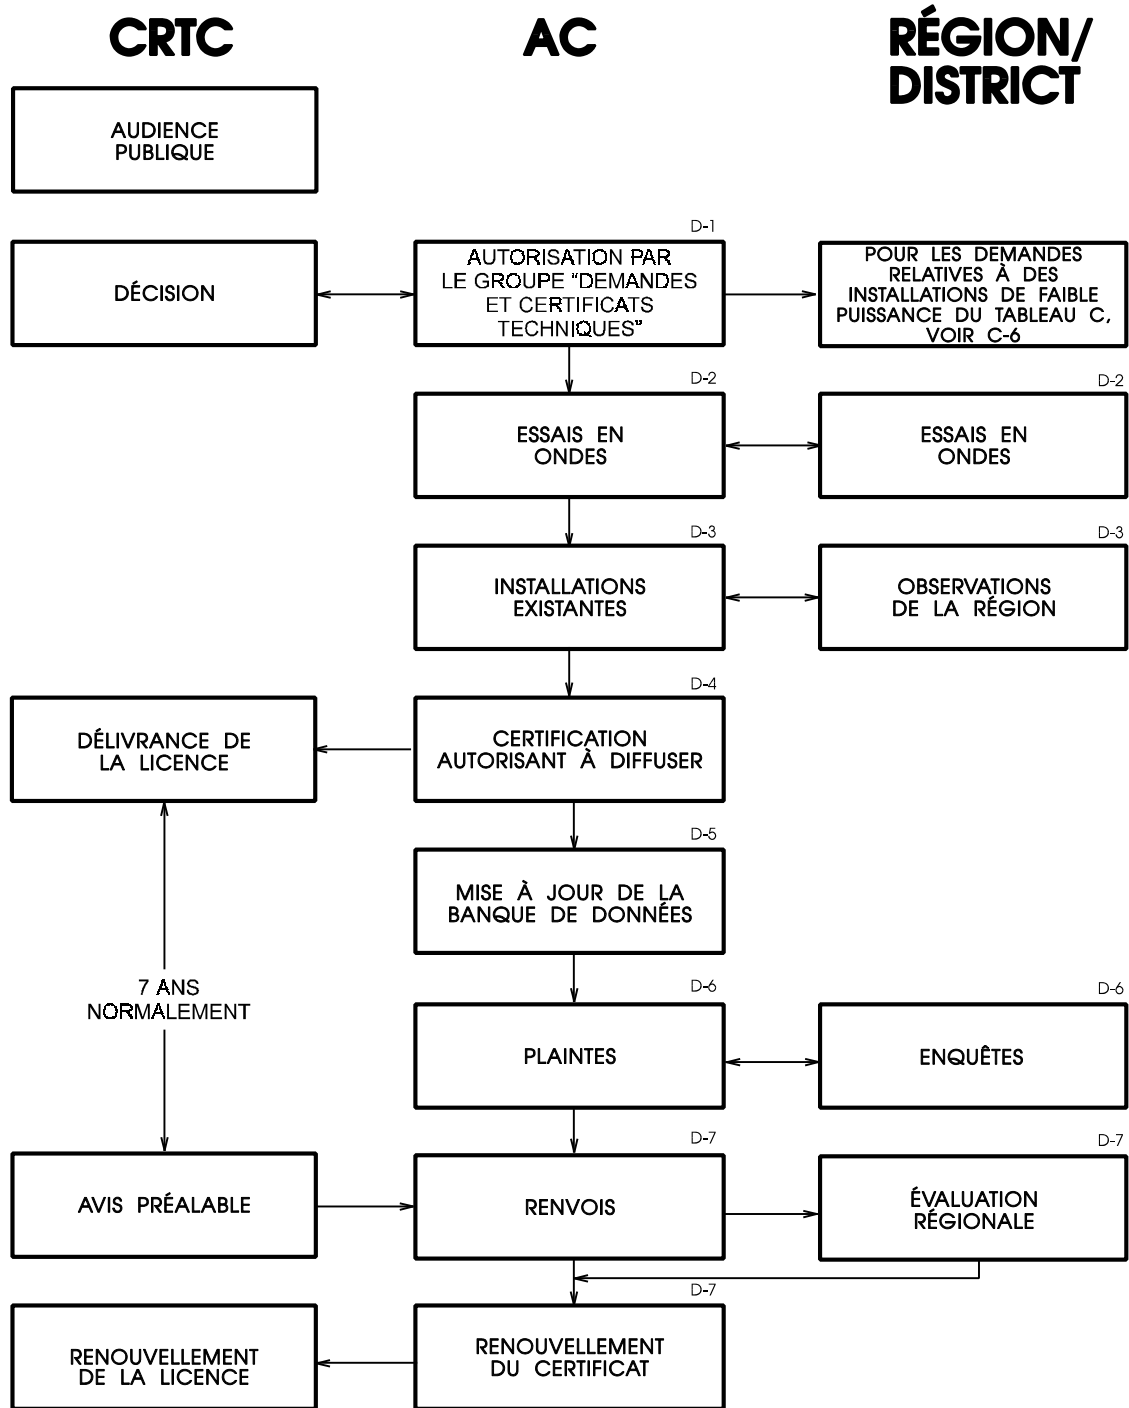 CRTC
AC
RÉGION/
DISTRICT
AUDIENCE
PUBLIQUE
D-1
DÉCISION
AUTORISATION PAR
LE GROUPE "DEMANDES
ET CERTIFICATS
TECHNIQUES"
POUR LES DEMANDES
RELATIVES À DES
INSTALLATIONS DE FAIBLE
PUISSANCE DU TABLEAU C,
VOIR C-6
D-2
D-2
ESSAIS EN
ONDES
ESSAIS EN
ONDES
D-3
D-3
INSTALLATIONS
EXISTANTES
OBSERVATIONS
DE LA RÉGION
D-4
DÉLIVRANCE DE
LA LICENCE
CERTIFICATION
AUTORISANT À DIFFUSER
D-5
MISE À JOUR DE LA
BANQUE DE DONNÉES
7 ANS
NORMALEMENT
D-6
D-6
PLAINTES
ENQUÊTES
D-7
D-7
AVIS PRÉALABLE
RENVOIS
ÉVALUATION
RÉGIONALE
D-7
RENOUVELLEMENT
DE LA LICENCE
RENOUVELLEMENT
DU CERTIFICAT